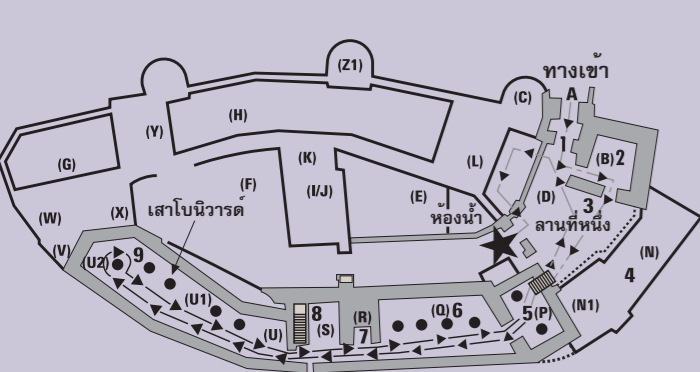 (Z1)
ทางเข้า
A
(C)
(H)
(Y)
1
(B) 2
(G)
(K)
(L)
(F)
(I/J)
(E)
(D)
3
(W)
(X)
เสาโบนิวารด์
ห้องน้ำ
ลานที่หนึ่ง
(V)
(N)
(U2)
9
4
(U1)
8
(Q) 6
5 (P)
(N1)
(U)
(S)
(R)
7